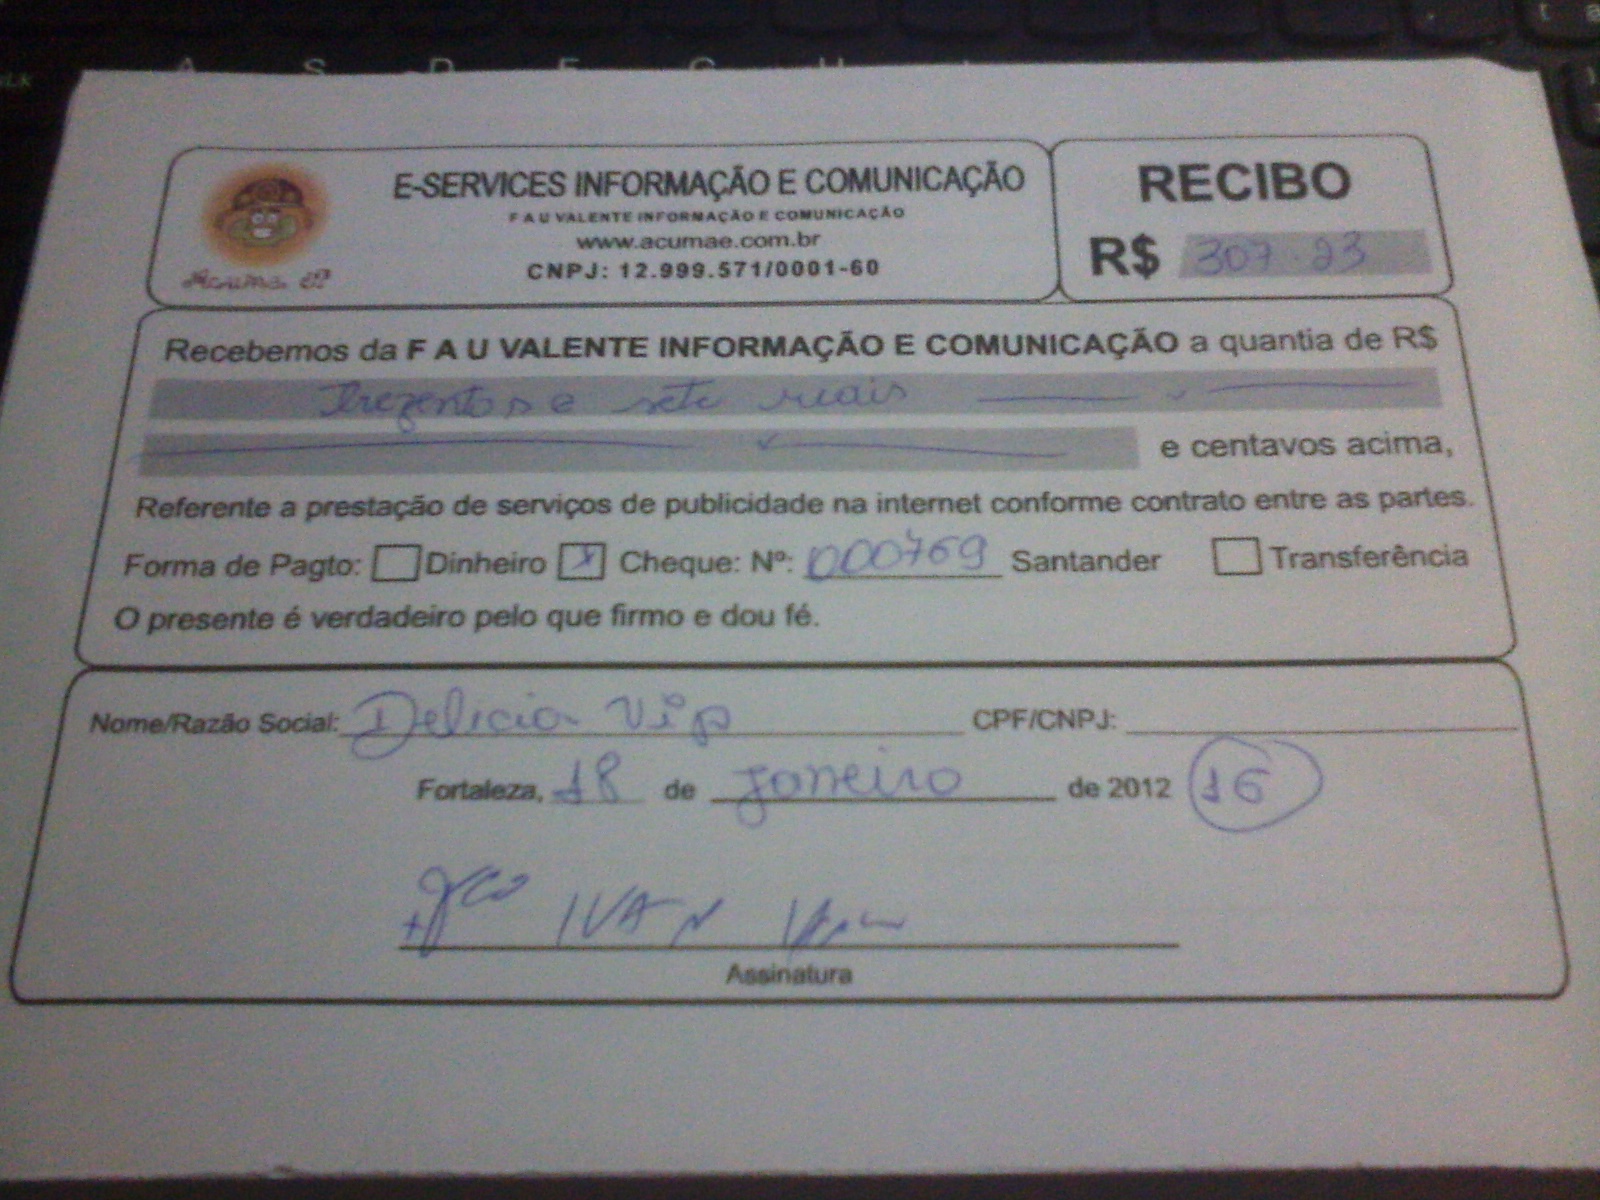 A S D F G H
E-SERVICES INFORMAÇÃO E COMUNICAÇÃO
F A U VALENTE INFORMAÇÃO E COMUNICAÇÃO
www.acumae.com.br
CNPJ: 12.999.571/0001-60
RECIBO
R$ 307.23
Recebemos da F A U VALENTE INFORMAÇÃO E COMUNICAÇÃO a quantia de R$
Trezentos e sete reais
e centavos acima,
Referente a prestação de serviços de publicidade na internet conforme contrato entre as partes.
Forma de Pagto: Dinheiro x Cheque: Nº: 000769 Santander Transferência
O presente é verdadeiro pelo que firmo e dou fé.
Nome/Razão Social: Delicia Vip CPF/CNPJ:
Fortaleza, 18 de Janeiro de 2012 16
IVAN
Assinatura